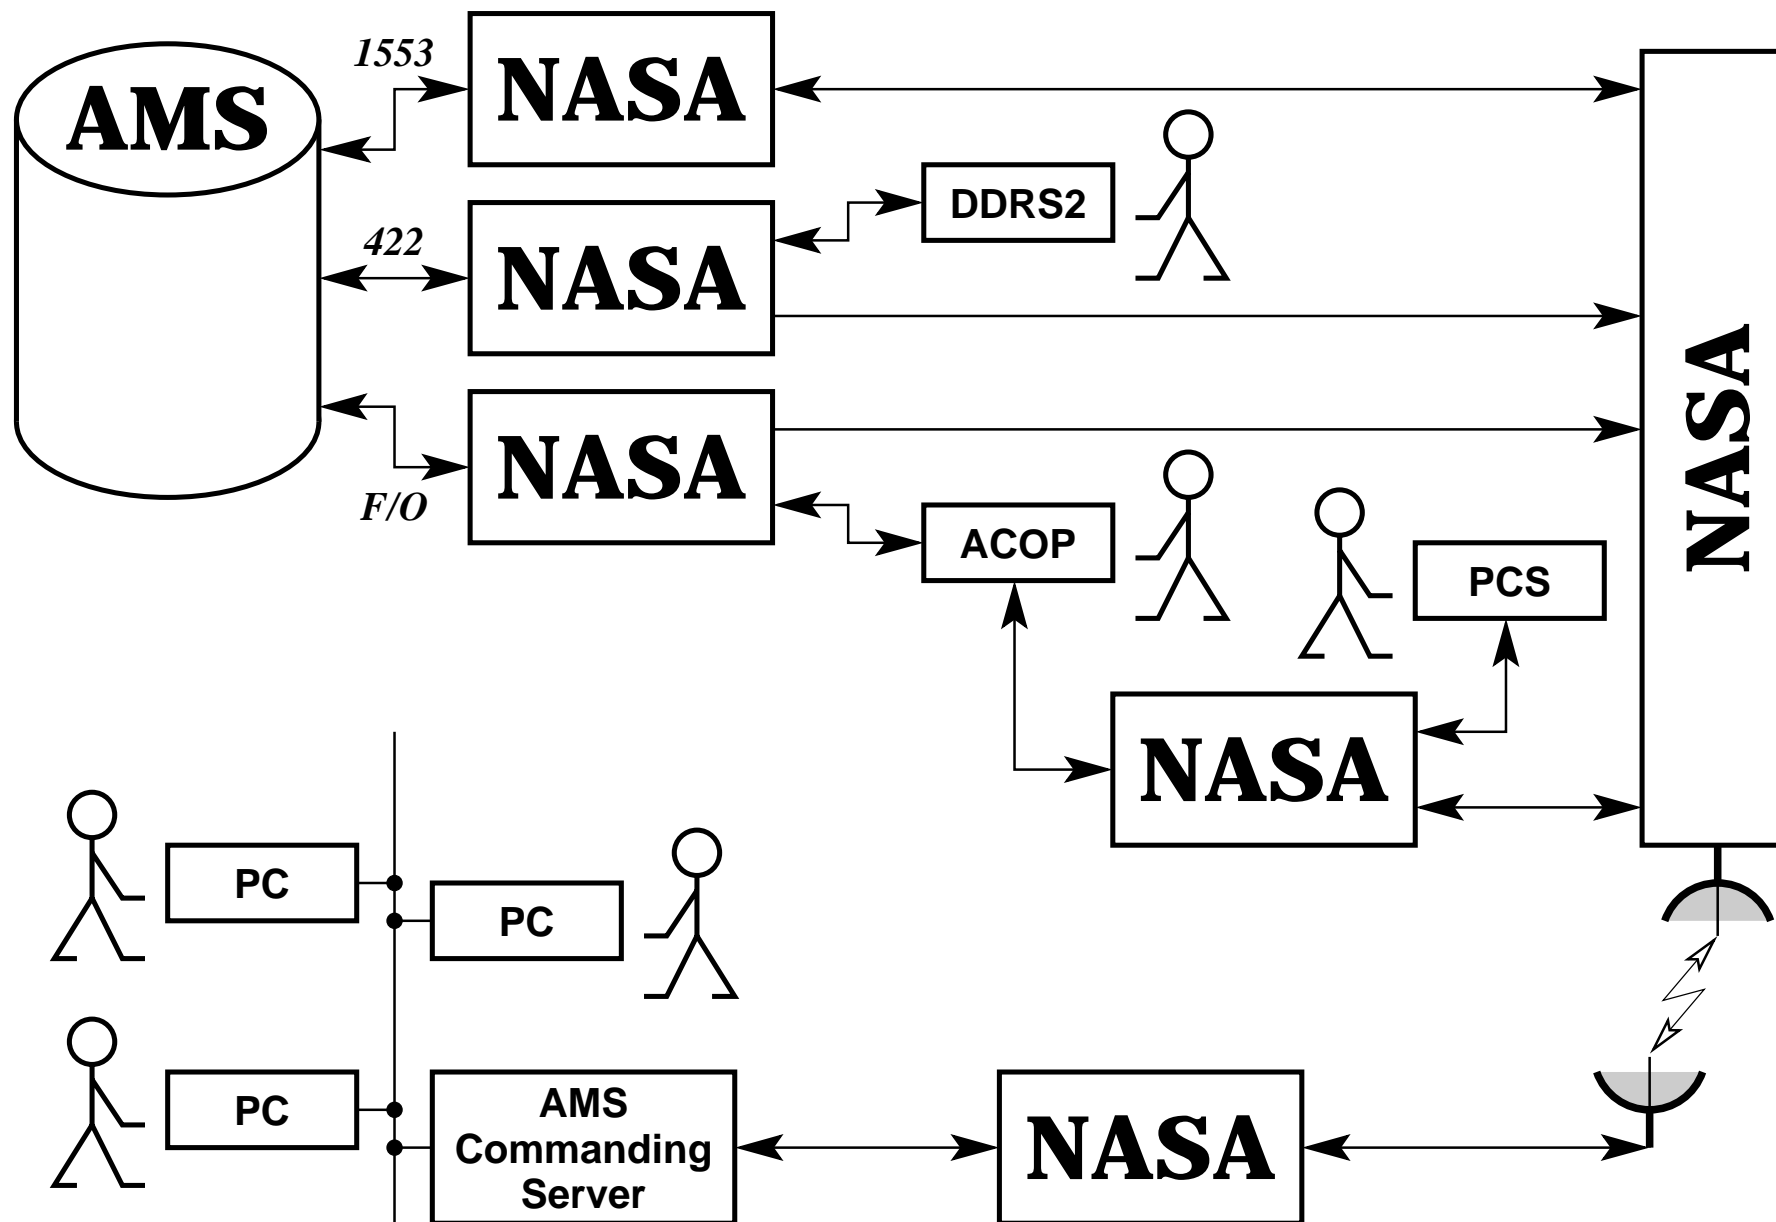 1553
NASA
AMS
DDRS2
422
NASA
NASA
NASA
F/O
ACOP
PCS
NASA
PC
PC
PC
AMS
Commanding
Server
NASA